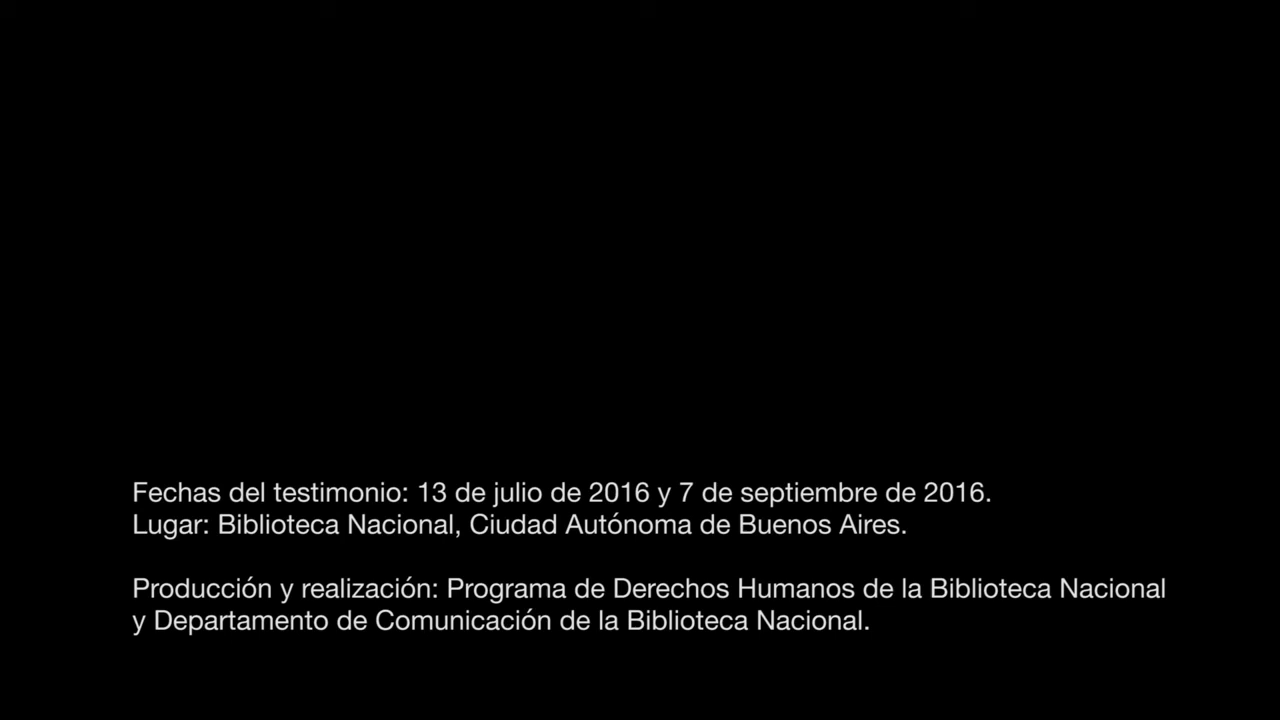 Fechas del testimonio: 13 de julio de 2016 y 7 de septiembre de 2016.
Lugar: Biblioteca Nacional, Ciudad Autónoma de Buenos Aires.
Producción y realización: Programa de Derechos Humanos de la Biblioteca Nacional
y Departamento de Comunicación de la Biblioteca Nacional.